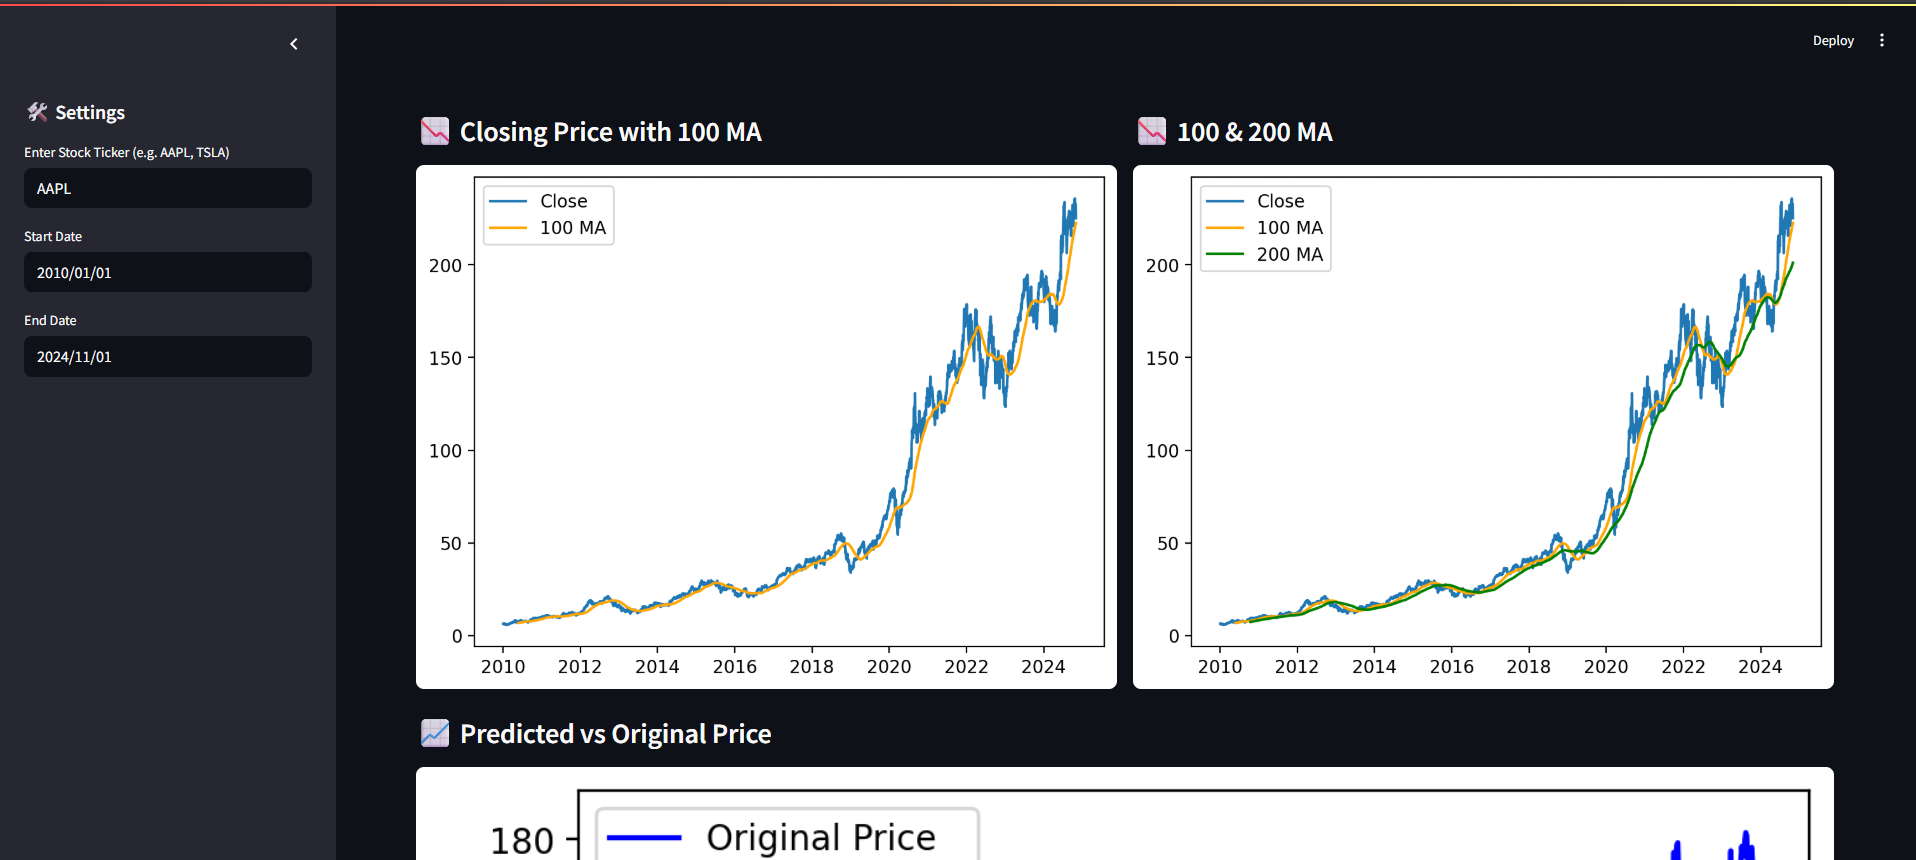 Deploy
Settings
Enter Stock Ticker (e.g. AAPL, TSLA)
AAPL
Start Date
2010/01/01
End Date
2024/11/01
Closing Price with 100 MA
Close
100 MA
200
150
100
50
0
2010 2012 2014 2016 2018 2020 2022 2024
100 & 200 MA
Close
100 MA
200 MA
200
150
100
50
0
2010 2012 2014 2016 2018 2020 2022 2024
Predicted vs Original Price
180
Original Price